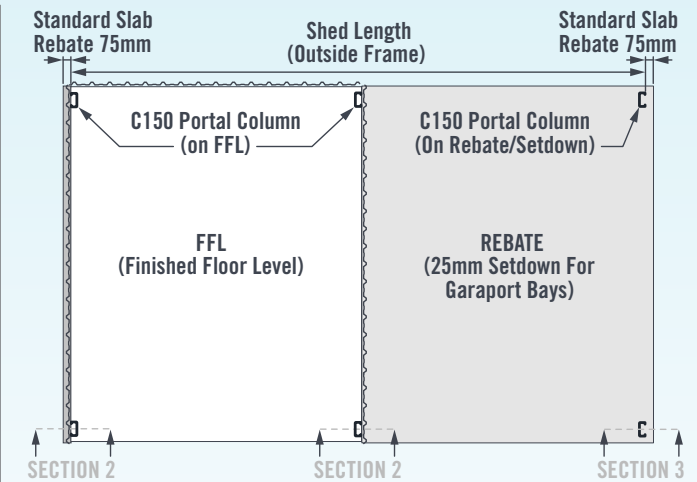 Standard Slab
Rebate 75mm
Shed Length
(Outside Frame)
Standard Slab
Rebate 75mm
C150 Portal Column
(on FFL)
C150 Portal Column
(On Rebate/Setdown)
FFL
(Finished Floor Level)
REBATE
(25mm Setdown For
Garaport Bays)
SECTION 2
SECTION 2
SECTION 3